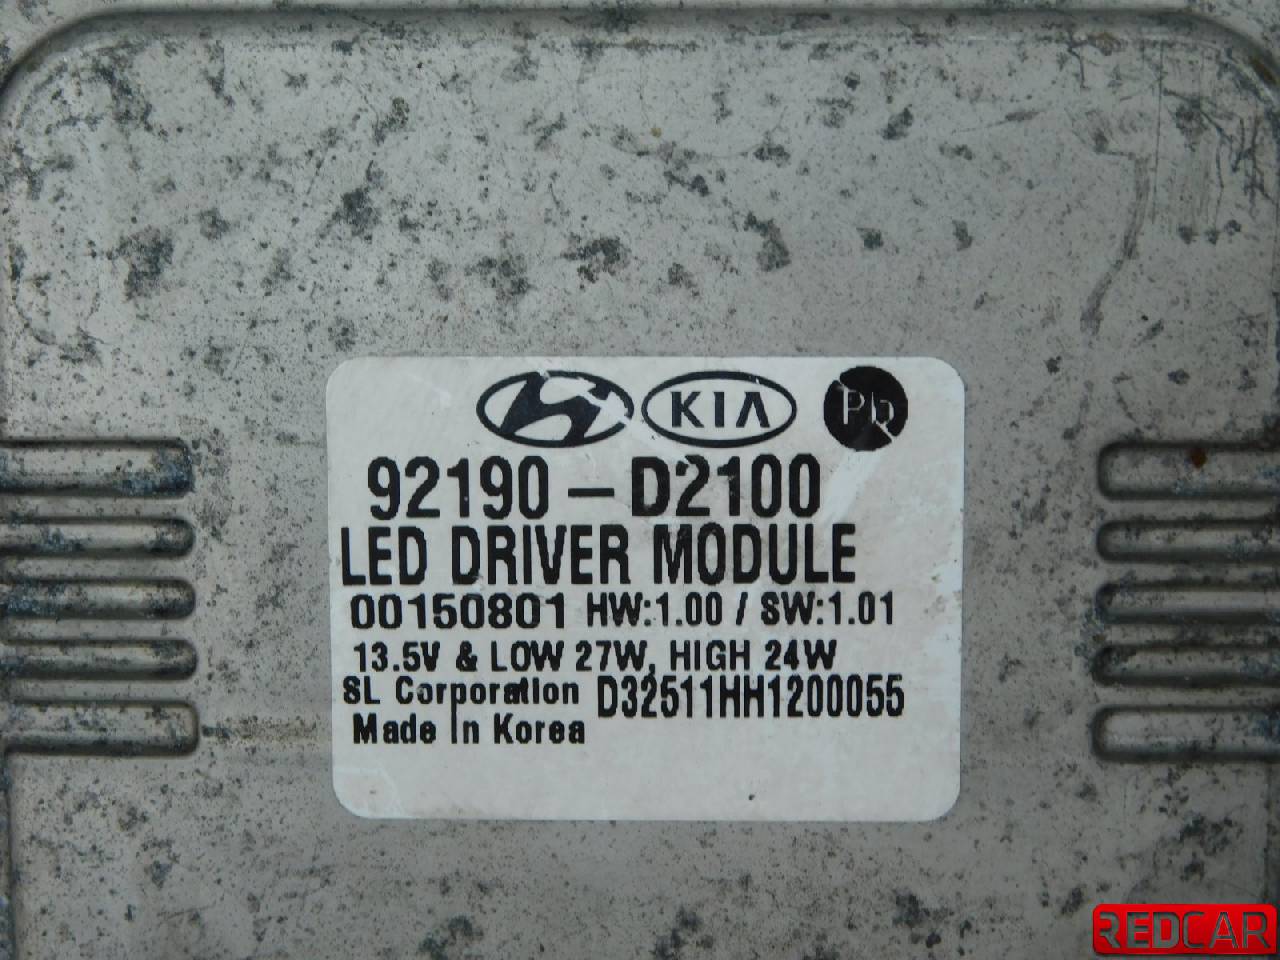 KIA Pb
92190-D2100
LED DRIVER MODULE
00150801 HW:1.00 / SW:1.01
13.5V & LOW 27W, HIGH 24W
SL Corporation D32511HH1200055
Made In Korea
REDCAR